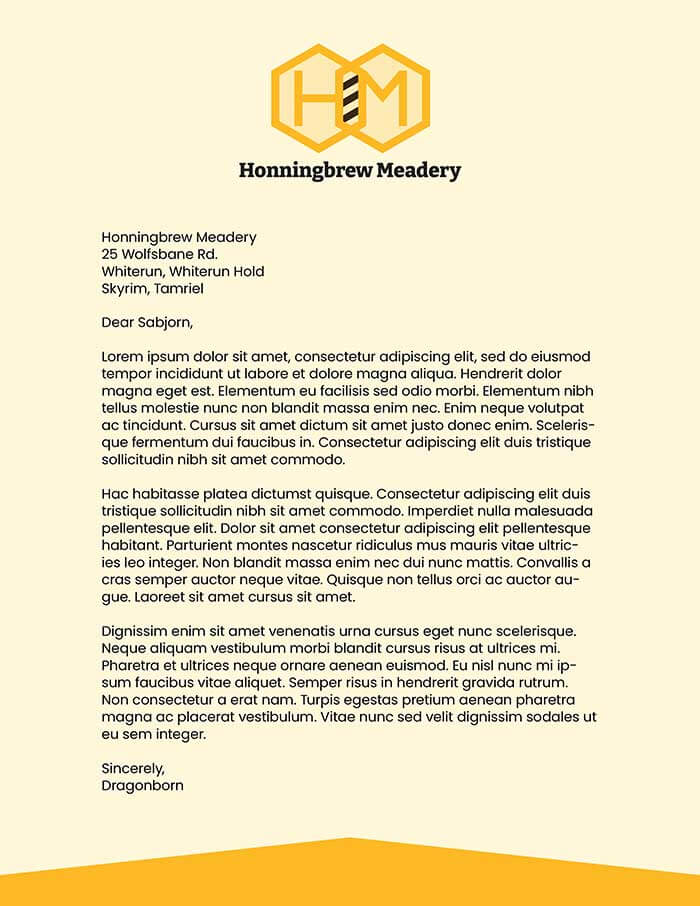 HM
Honningbrew Meadery
Honningbrew Meadery
25 Wolfsbane Rd.
Whiterun, Whiterun Hold
Skyrim, Tamriel
Dear Sabjorn,
Lorem ipsum dolor sit amet, consectetur adipiscing elit, sed do eiusmod
tempor incididunt ut labore et dolore magna aliqua. Hendrerit dolor
magna eget est. Elementum eu facilisis sed odio morbi. Elementum nibh
tellus molestie nunc non blandit massa enim nec. Enim neque volutpat
ac tincidunt. Cursus sit amet dictum sit amet justo donec enim. Sceleris-
que fermentum dui faucibus in. Consectetur adipiscing elit duis tristique
sollicitudin nibh sit amet commodo.
Hac habitasse platea dictumst quisque. Consectetur adipiscing elit duis
tristique sollicitudin nibh sit amet commodo. Imperdiet nulla malesuada
pellentesque elit. Dolor sit amet consectetur adipiscing elit pellentesque
habitant. Parturient montes nascetur ridiculus mus mauris vitae ultric-
ies leo integer. Non blandit massa enim nec dui nunc mattis. Convallis a
cras semper auctor neque vitae. Quisque non tellus orci ac auctor au-
gue. Laoreet sit amet cursus sit amet.
Dignissim enim sit amet venenatis urna cursus eget nunc scelerisque.
Neque aliquam vestibulum morbi blandit cursus risus at ultrices mi.
Pharetra et ultrices neque ornare aenean euismod. Eu nisl nunc mi ip-
sum faucibus vitae aliquet. Semper risus in hendrerit gravida rutrum.
Non consectetur a erat nam. Turpis egestas pretium aenean pharetra
magna ac placerat vestibulum. Vitae nunc sed velit dignissim sodales ut
eu sem integer.
Sincerely,
Dragonborn